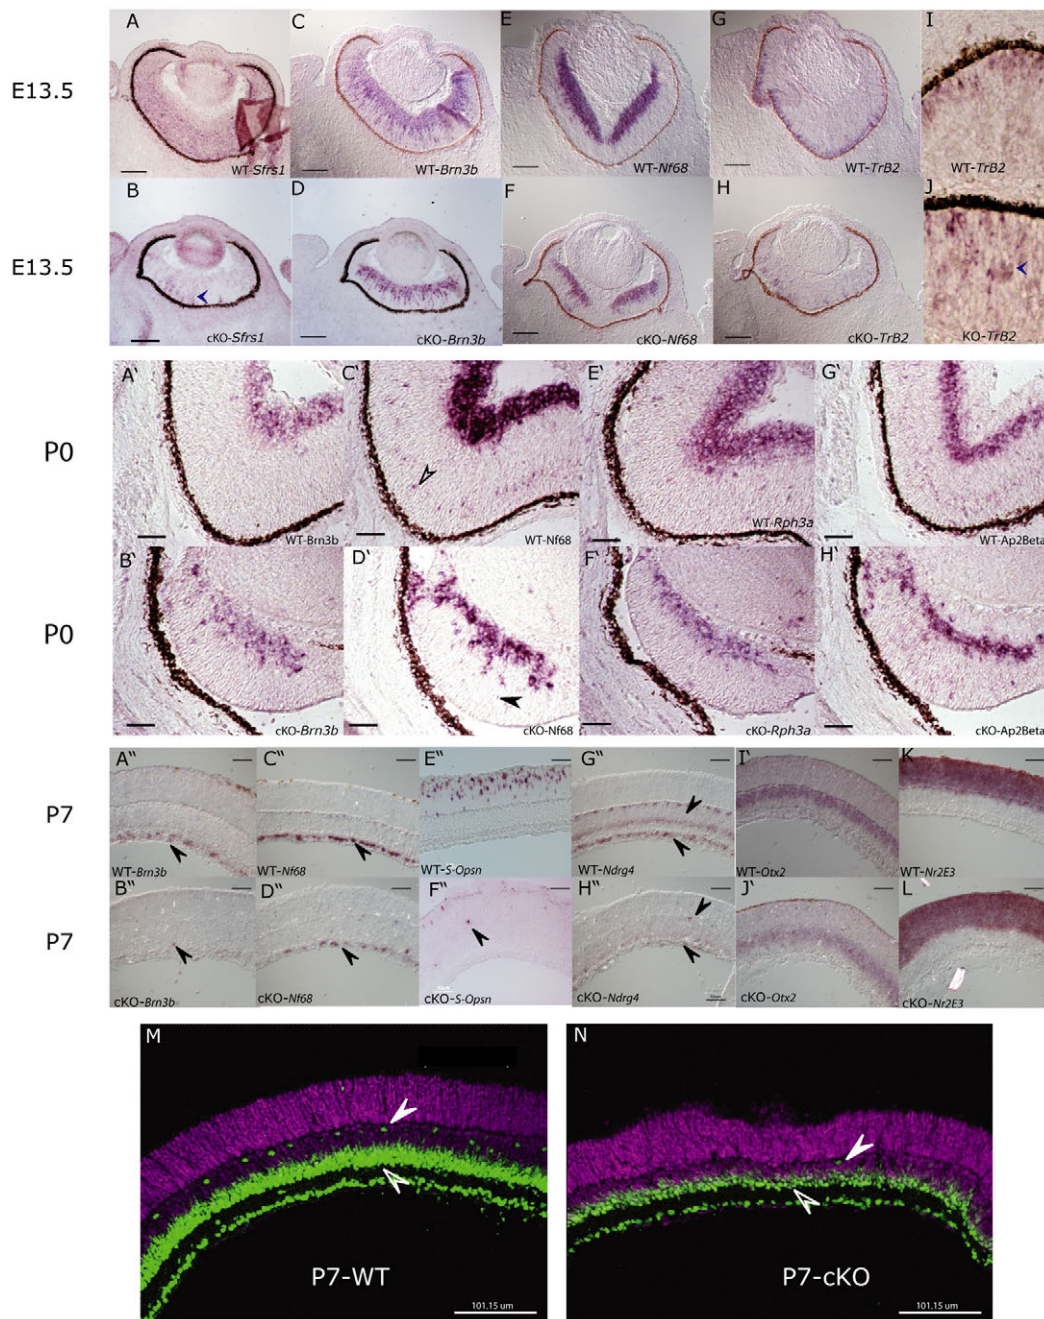 A C E G I
E13.5
WT-Sfrs1 WT-Brn3b WT-Nf68 WT-TrB2 WT-TrB2
B D F H J
E13.5
cKO-Sfrs1 cKO-Brn3b cKO-Nf68 cKO-TrB2 KO-TrB2
A' C' E' G'
P0
WT-Brn3b WT-Nf68 WT-Rph3a WT-Ap2Beta
B' D' F' H'
P0
cKO-Brn3b cKO-Nf68 cKO-Rph3a cKO-Ap2Beta
A" C" E" G" I' K
P7
WT-Brn3b WT-Nf68 WT-S-Opsn WT-Ndrg4 WT-Otx2 WT-Nr2E3
B" D" F" H" J' L
P7
cKO-Brn3b cKO-Nf68 cKO-S-Opsn cKO-Ndrg4 cKO-Otx2 cKO-Nr2E3
M N
P7-WT P7-cKO
101.15 um 101.15 um